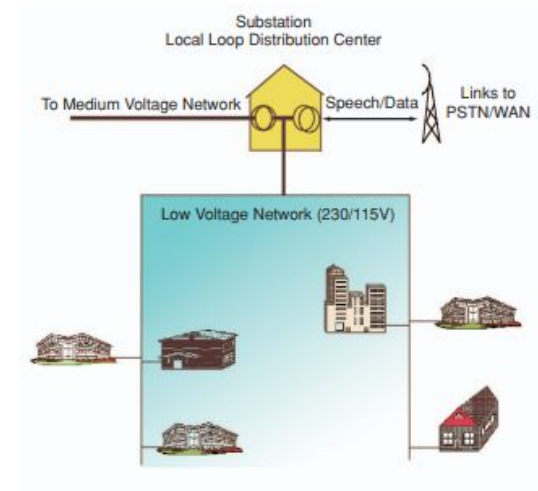 Substation
Local Loop Distribution Center
To Medium Voltage Network
Speech/Data
Links to
PSTN/WAN
Low Voltage Network (230/115V)